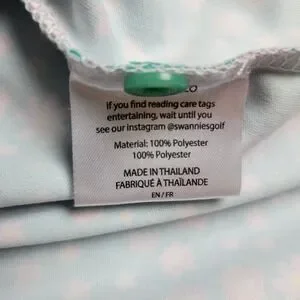 if you find reading care tags
entertaining, wait until you
see our instagram @swanniesgolf
Material: 100% Polyester
100% Polyester
MADE IN THAILAND
FABRIQUÉ À THAÏLANDE
EN / FR